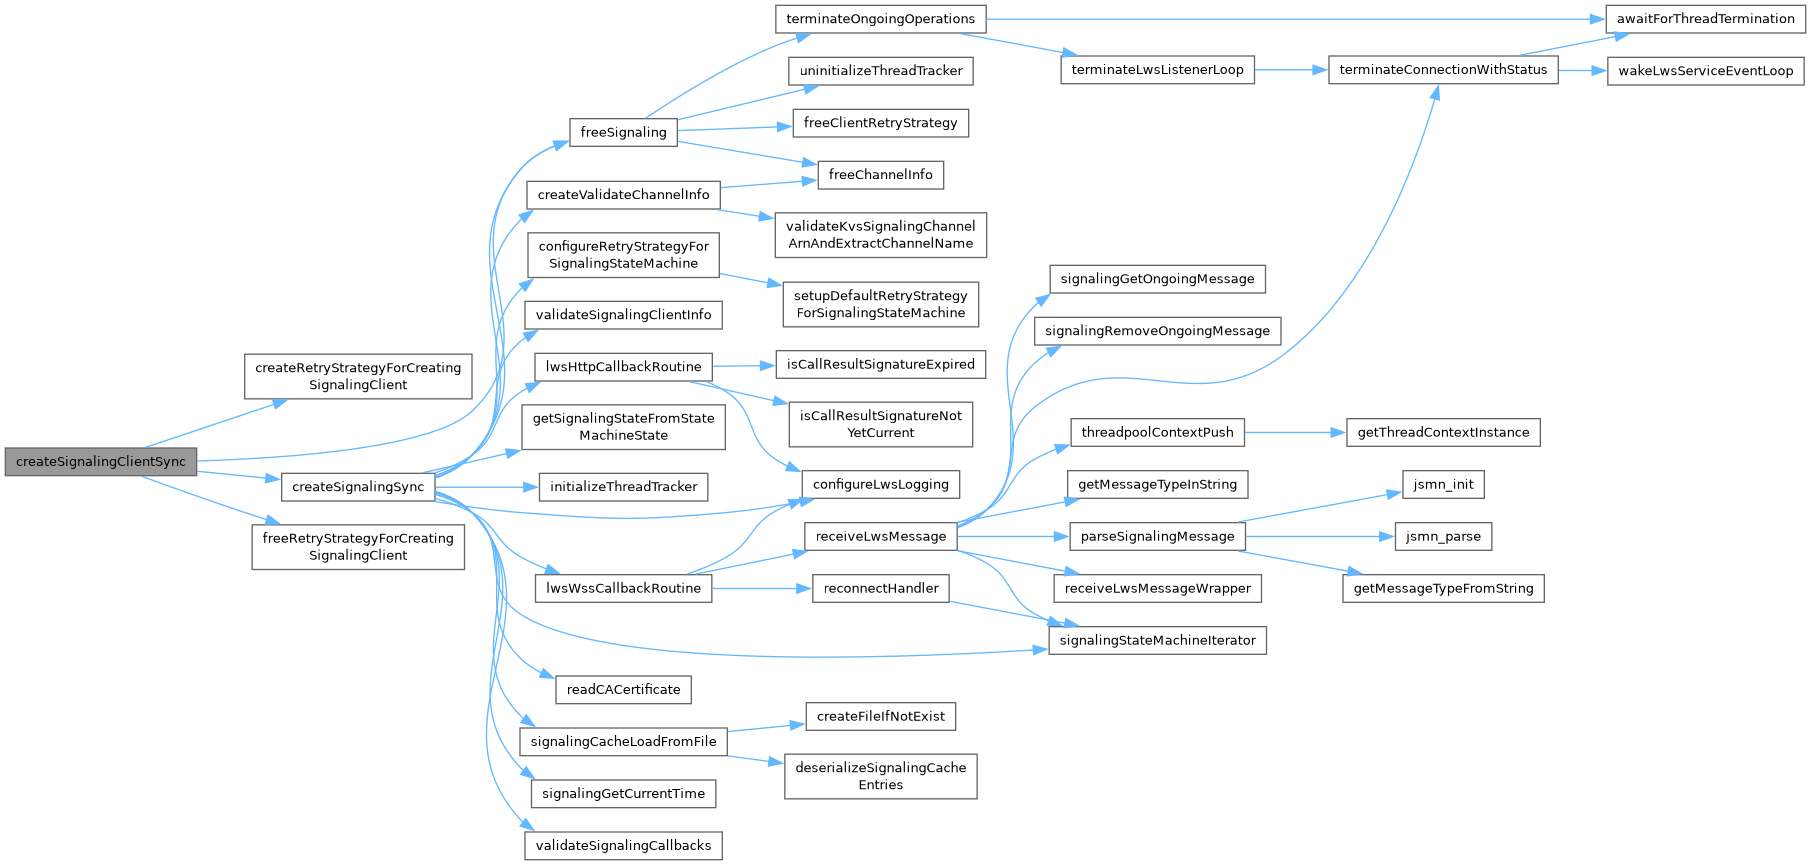 createSignalingClientSync
createRetryStrategyForCreating
SignalingClient
createSignalingSync
freeRetryStrategyForCreating
SignalingClient
freeSignaling
createValidateChannelInfo
configureRetryStrategyFor
SignalingStateMachine
validateSignalingClientInfo
lwsHttpCallbackRoutine
getSignalingStateFromState
MachineState
initializeThreadTracker
lwsWssCallbackRoutine
readCACertificate
signalingCacheLoadFromFile
signalingGetCurrentTime
validateSignalingCallbacks
terminateOngoingOperations
uninitializeThreadTracker
freeClientRetryStrategy
freeChannelInfo
validateKvsSignalingChannel
ArnAndExtractChannelName
setupDefaultRetryStrategy
ForSignalingStateMachine
isCallResultSignatureExpired
isCallResultSignatureNot
YetCurrent
configureLwsLogging
receiveLwsMessage
reconnectHandler
createFileIfNotExist
deserializeSignalingCache
Entries
terminateLwsListenerLoop
signalingGetOngoingMessage
signalingRemoveOngoingMessage
threadpoolContextPush
getMessageTypeInString
parseSignalingMessage
receiveLwsMessageWrapper
signalingStateMachineIterator
terminateConnectionWithStatus
getThreadContextInstance
jsmn_init
jsmn_parse
getMessageTypeFromString
awaitForThreadTermination
wakeLwsServiceEventLoop